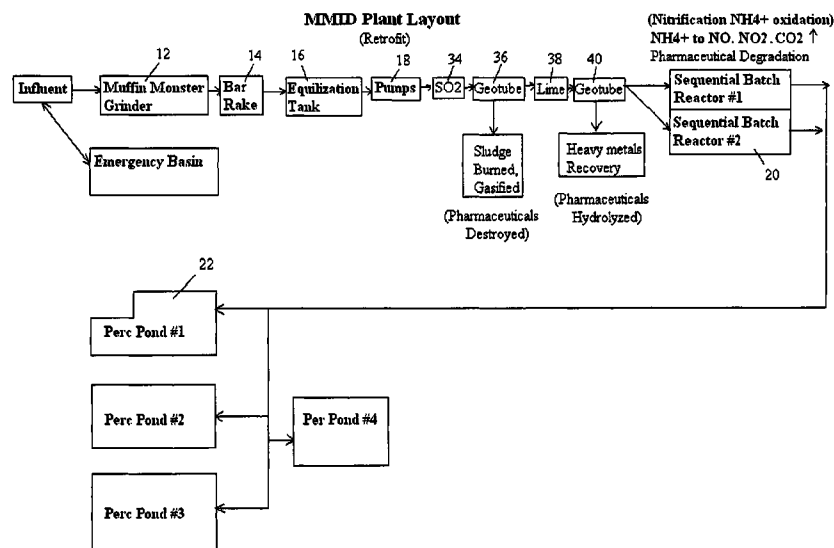 MMID Plant Layout
(Retrofit)
(Nitrification NH4+ oxidation)
NH4+ to NO. NO2. CO2 ↑
Pharmaceutical Degradation
12
14
16
18
34
36
38
40
Influent
Muffin Monster
Grinder
Bar
Rake
Equilization
Tank
Pumps
SO2
Geotube
Lime
Geotube
Sequential Batch
Reactor #1
Sequential Batch
Reactor #2
20
Emergency Basin
Sludge
Burned,
Gasified
Heavy metals
Recovery
(Pharmaceuticals
Destroyed)
(Pharmaceuticals
Hydrolyzed)
22
Perc Pond #1
Perc Pond #2
Per Pond #4
Perc Pond #3